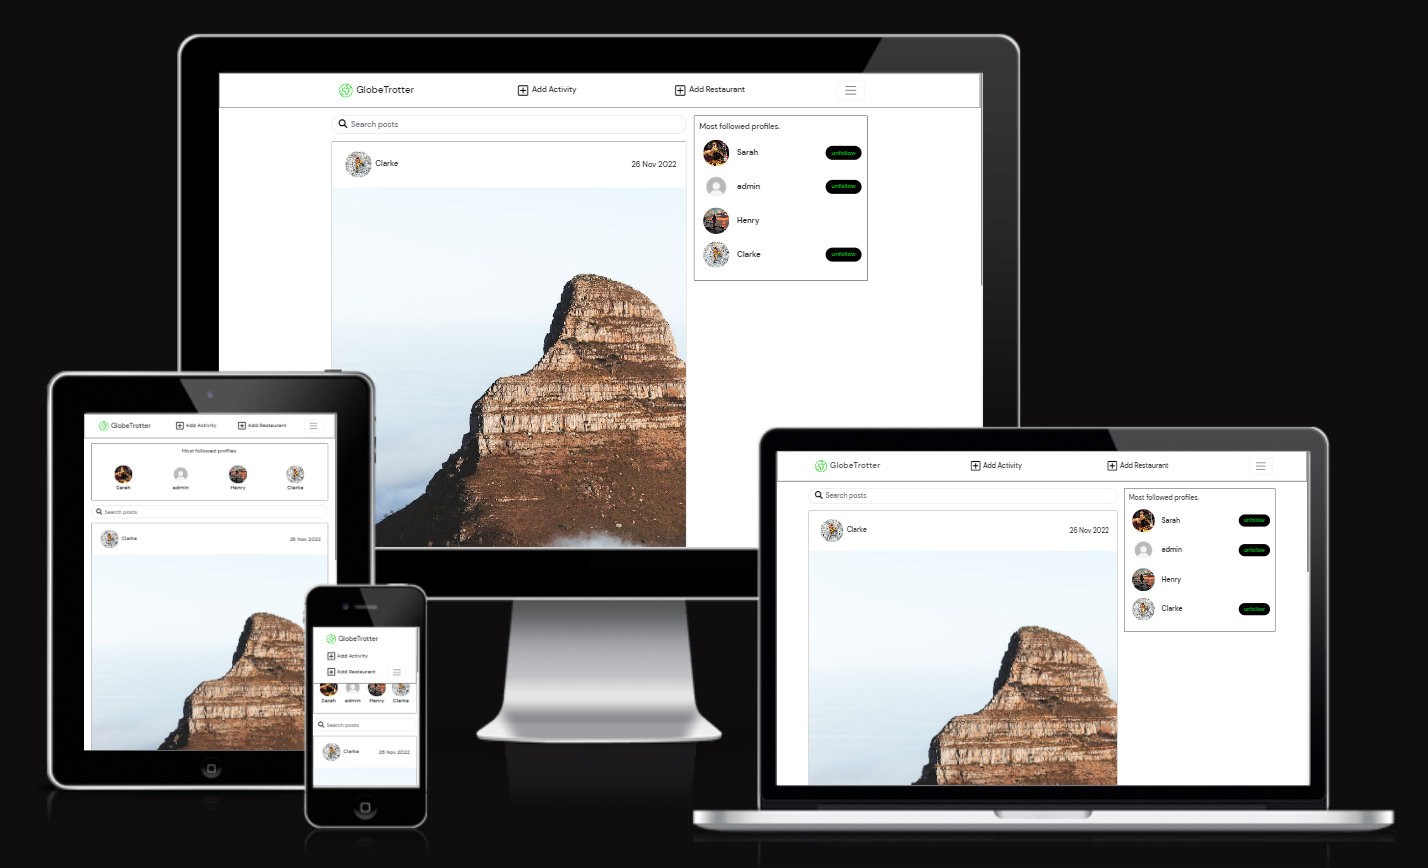 GlobeTrotter
Add Activity
Add Restaurant
Search posts
Clarke
26 Nov 2022
Most followed profiles.
Sarah
unfollow
admin
unfollow
Henry
Clarke
unfollow
GlobeTrotter
Add Activity
Add Restaurant
Most followed profiles.
Sarah
admin
Henry
Clarke
Search posts
Clarke
26 Nov 2022
GlobeTrotter
Add Activity
Add Restaurant
Sarah
admin
Henry
Clarke
Search posts
Clarke
26 Nov 2022
GlobeTrotter
Add Activity
Add Restaurant
Search posts
Clarke
26 Nov 2022
Most followed profiles.
Sarah
unfollow
admin
unfollow
Henry
Clarke
unfollow